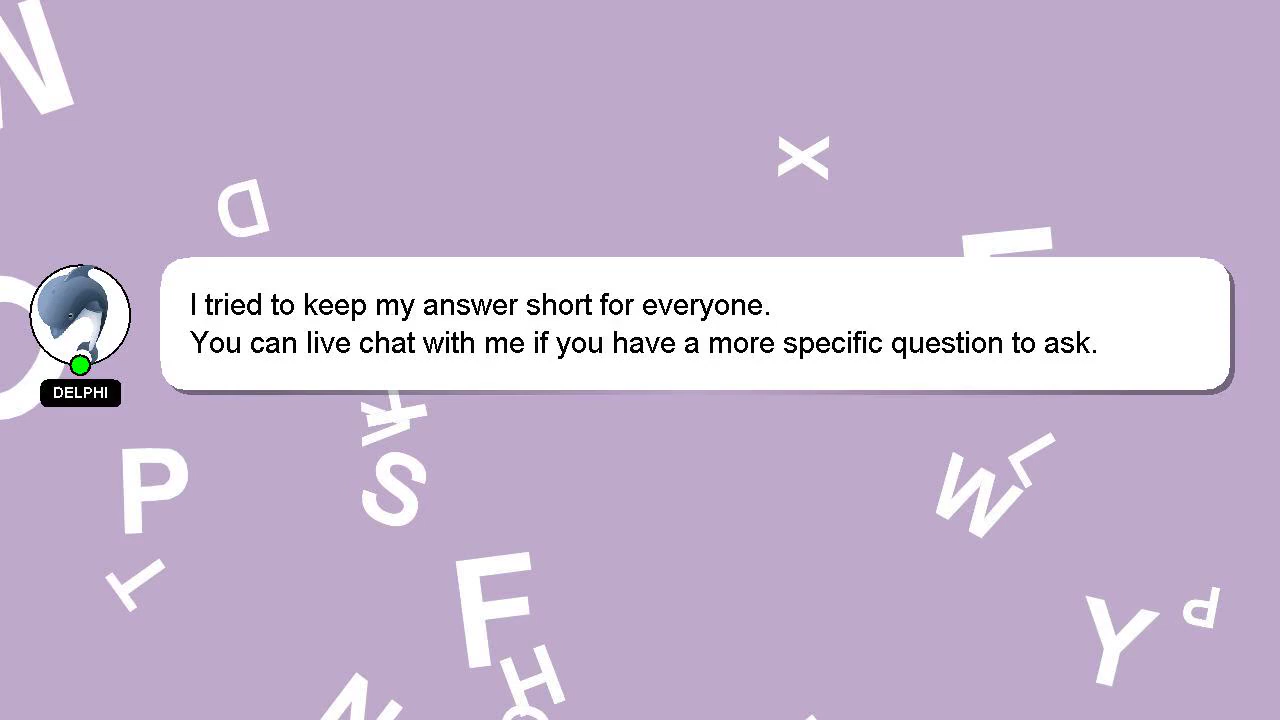 N
D
X
I tried to keep my answer short for everyone.
You can live chat with me if you have a more specific question to ask.
DELPHI
P
S
L
W
T
F
Y
P
H
N